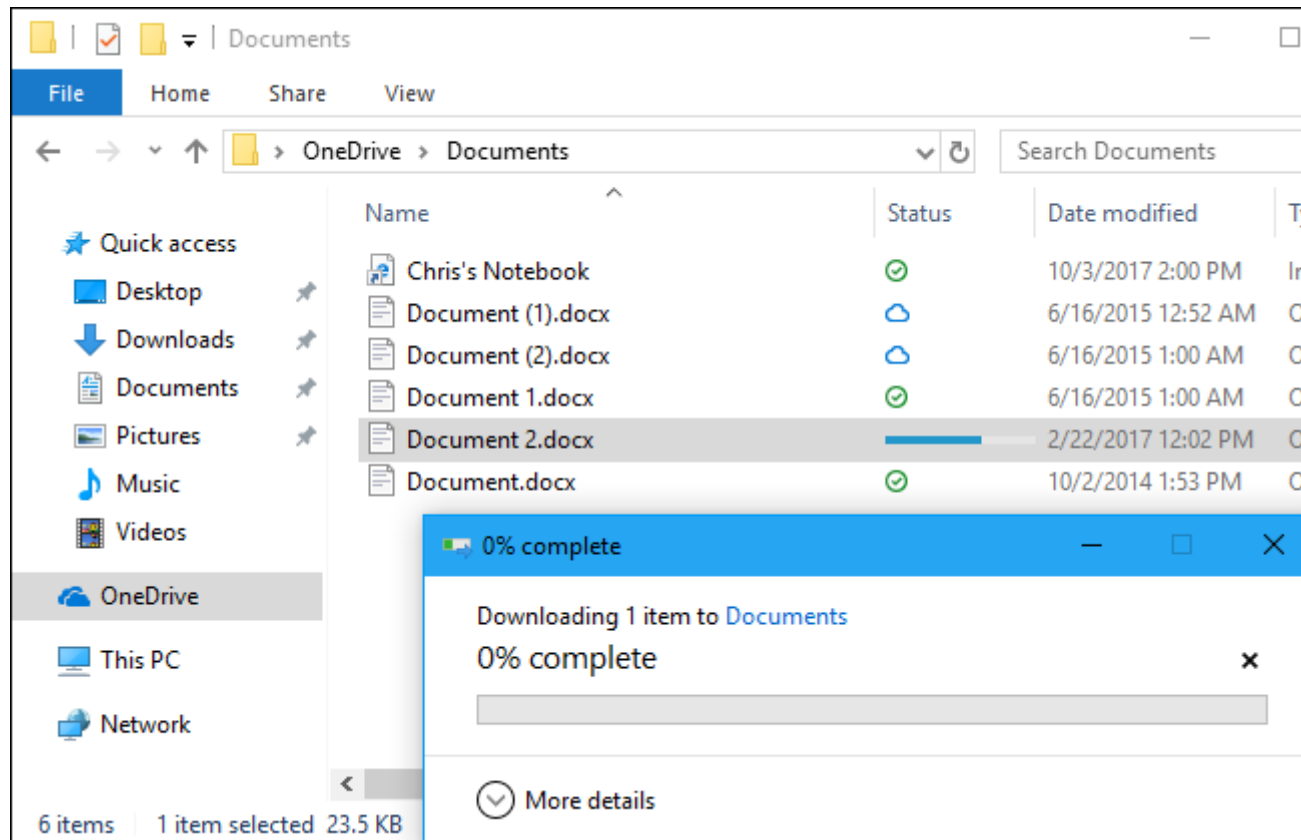 Documents
File Home Share View
OneDrive > Documents
Search Documents
Name Status Date modified
Quick access
Desktop
Downloads
Documents
Pictures
Music
Videos
OneDrive
This PC
Network
Chris's Notebook 10/3/2017 2:00 PM
Document (1).docx 6/16/2015 12:52 AM
Document (2).docx 6/16/2015 1:00 AM
Document 1.docx 6/16/2015 1:00 AM
Document 2.docx 2/22/2017 12:02 PM
Document.docx 10/2/2014 1:53 PM
0% complete
Downloading 1 item to Documents
0% complete
More details
6 items 1 item selected 23.5 KB